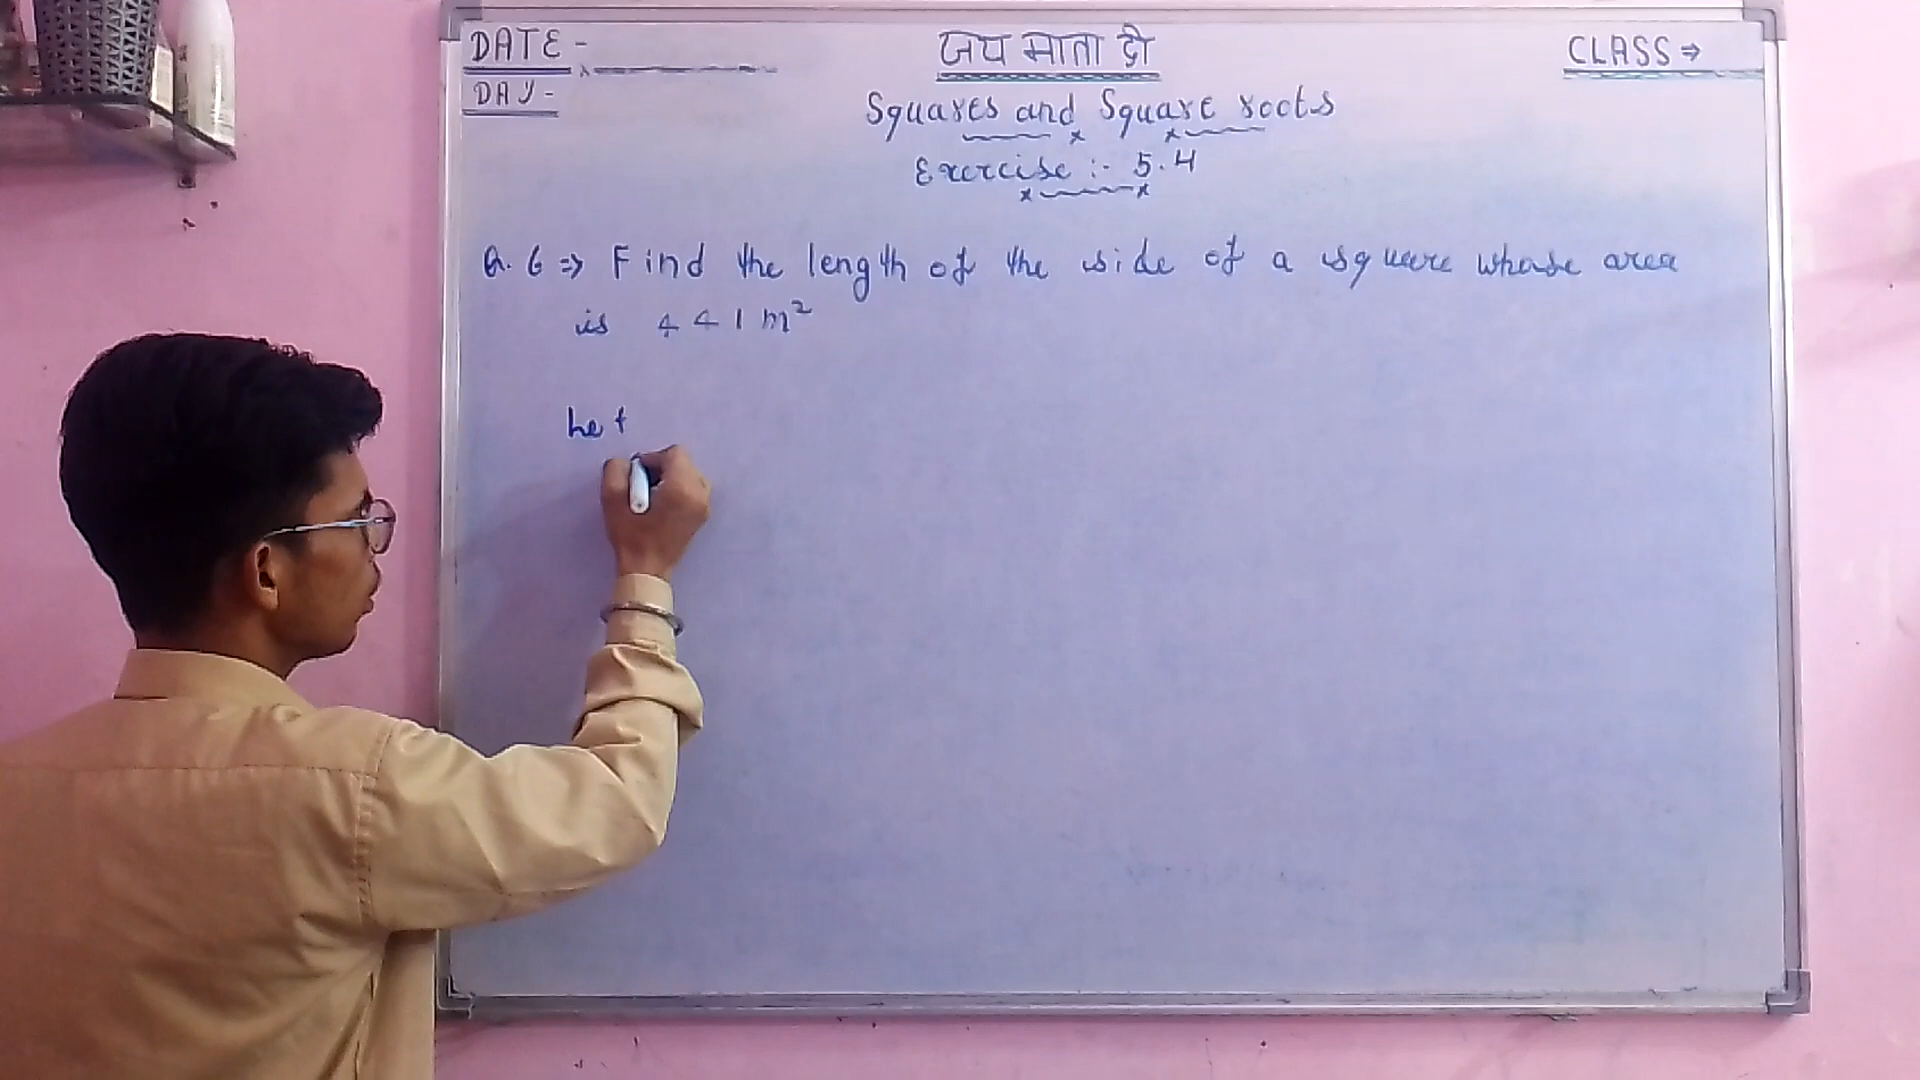 DATE -
जय माता दी
CLASS ⇒
DAY -
Squares and Square roots
Exercise :- 5.4
Q. 6 ⇒ Find the length of the side of a square whose area
is 441 m²
Let